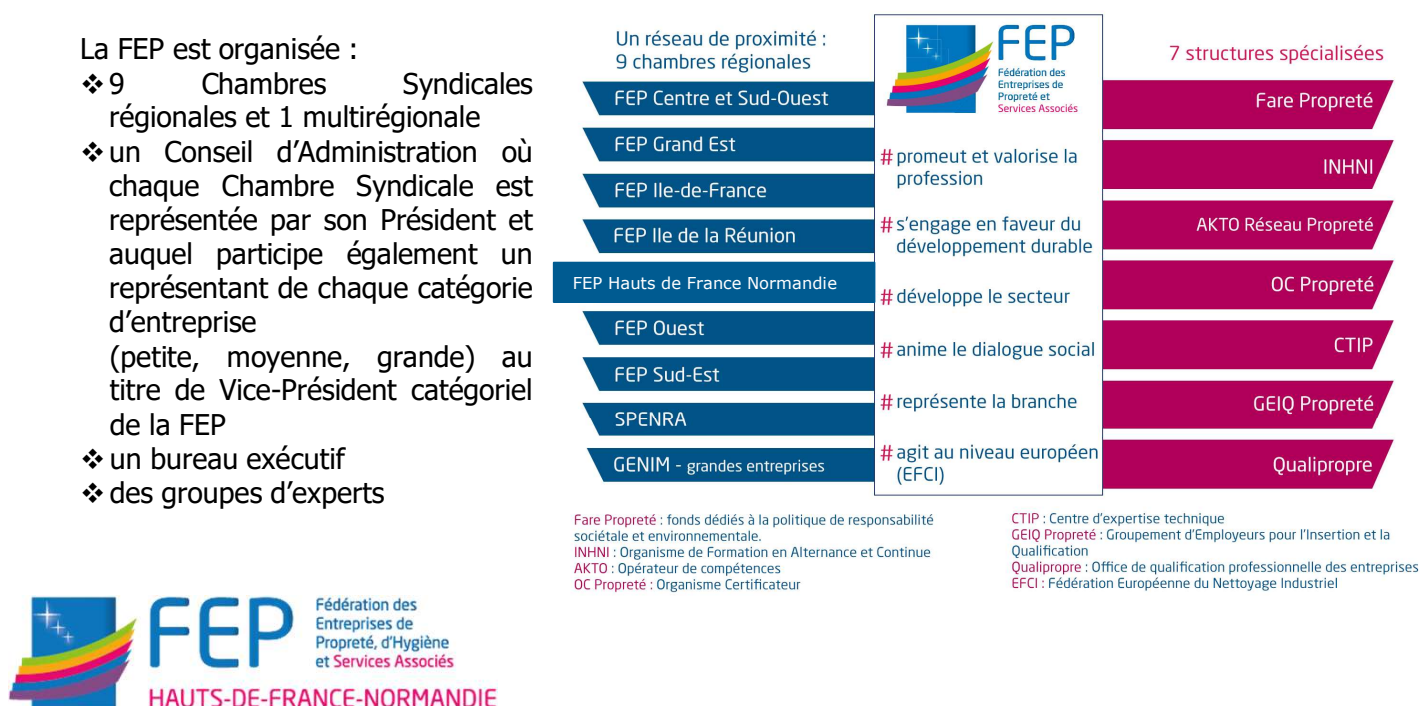 La FEP est organisée :
❖ 9 Chambres Syndicales
régionales et 1 multirégionale
❖ un Conseil d’Administration où
chaque Chambre Syndicale est
représentée par son Président et
auquel participe également un
représentant de chaque catégorie
d’entreprise
(petite, moyenne, grande) au
titre de Vice-Président catégoriel
de la FEP
❖ un bureau exécutif
❖ des groupes d’experts
Un réseau de proximité :
9 chambres régionales
FEP Centre et Sud-Ouest
FEP Grand Est
FEP Ile-de-France
FEP Ile de la Réunion
FEP Hauts de France Normandie
FEP Ouest
FEP Sud-Est
SPENRA
GENIM - grandes entreprises
FEP
Fédération des
Entreprises de
Propreté et
Services Associés
# promeut et valorise la
profession
# s’engage en faveur du
développement durable
# développe le secteur
# anime le dialogue social
# représente la branche
# agit au niveau européen
(EFCI)
7 structures spécialisées
Fare Propreté
INHNI
AKTO Réseau Propreté
OC Propreté
CTIP
GEIQ Propreté
Qualipropre
Fare Propreté : fonds dédiés à la politique de responsabilité
sociétale et environnementale.
INHNI : Organisme de Formation en Alternance et Continue
AKTO : Opérateur de compétences
OC Propreté : Organisme Certificateur
CTIP : Centre d’expertise technique
GEIQ Propreté : Groupement d’Employeurs pour l’Insertion et la
Qualification
Qualipropre : Office de qualification professionnelle des entreprises
EFCI : Fédération Européenne du Nettoyage Industriel
FEP
Fédération des
Entreprises de
Propreté, d’Hygiène
et Services Associés
HAUTS-DE-FRANCE-NORMANDIE